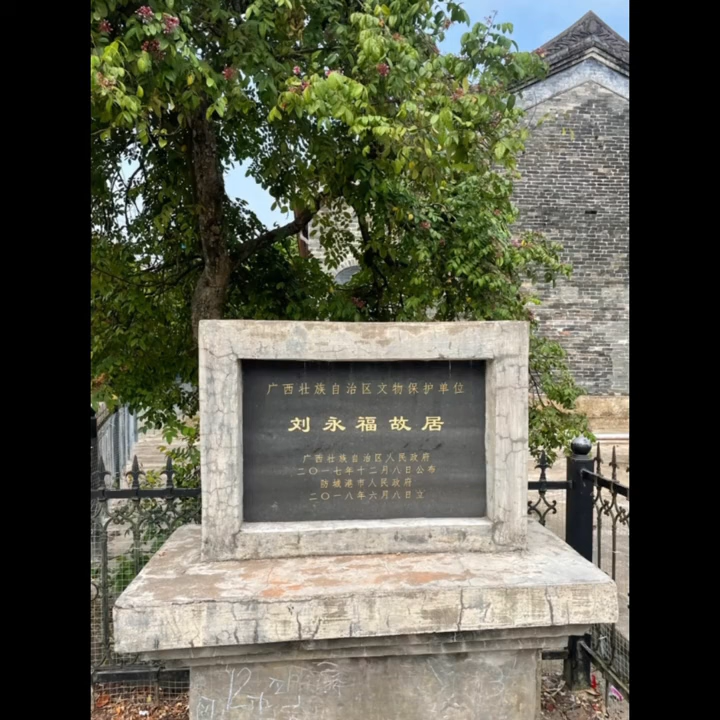 广西壮族自治区文物保护单位
刘永福故居
广西壮族自治区人民政府
二〇一七年十二月八日公布
防城港市人民政府
二〇一八年六月八日立